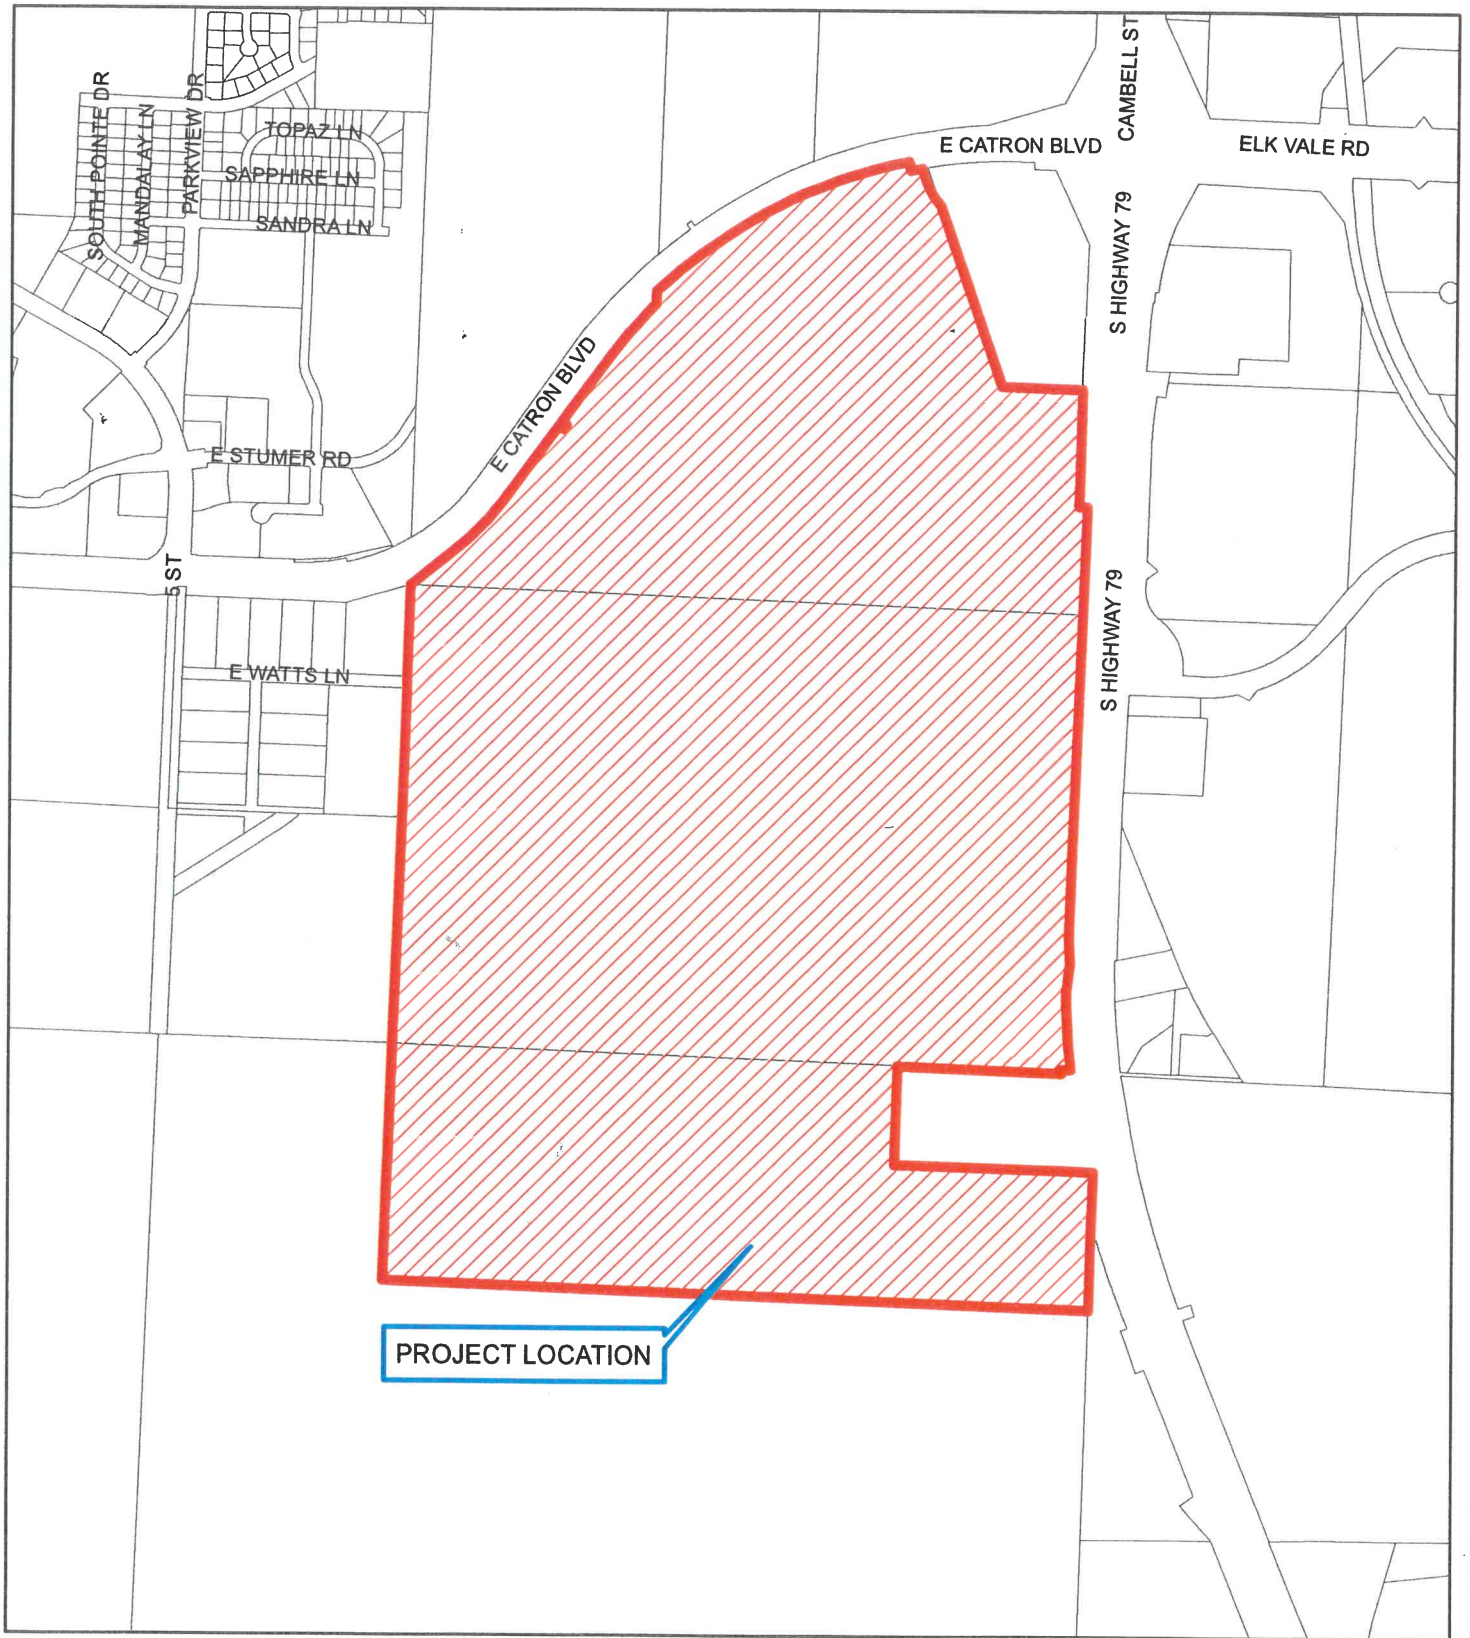 CAMBELL ST
E CATRON BLVD
ELK VALE RD
SOUTH POINTE DR
MANDALAY LN
PARKVIEW DR
TOPAZ LN
SAPPHIRE LN
SANDRA LN
S HIGHWAY 79
E CATRON BLVD
E STUMER RD
5 ST
S HIGHWAY 79
E WATTS LN
PROJECT LOCATION